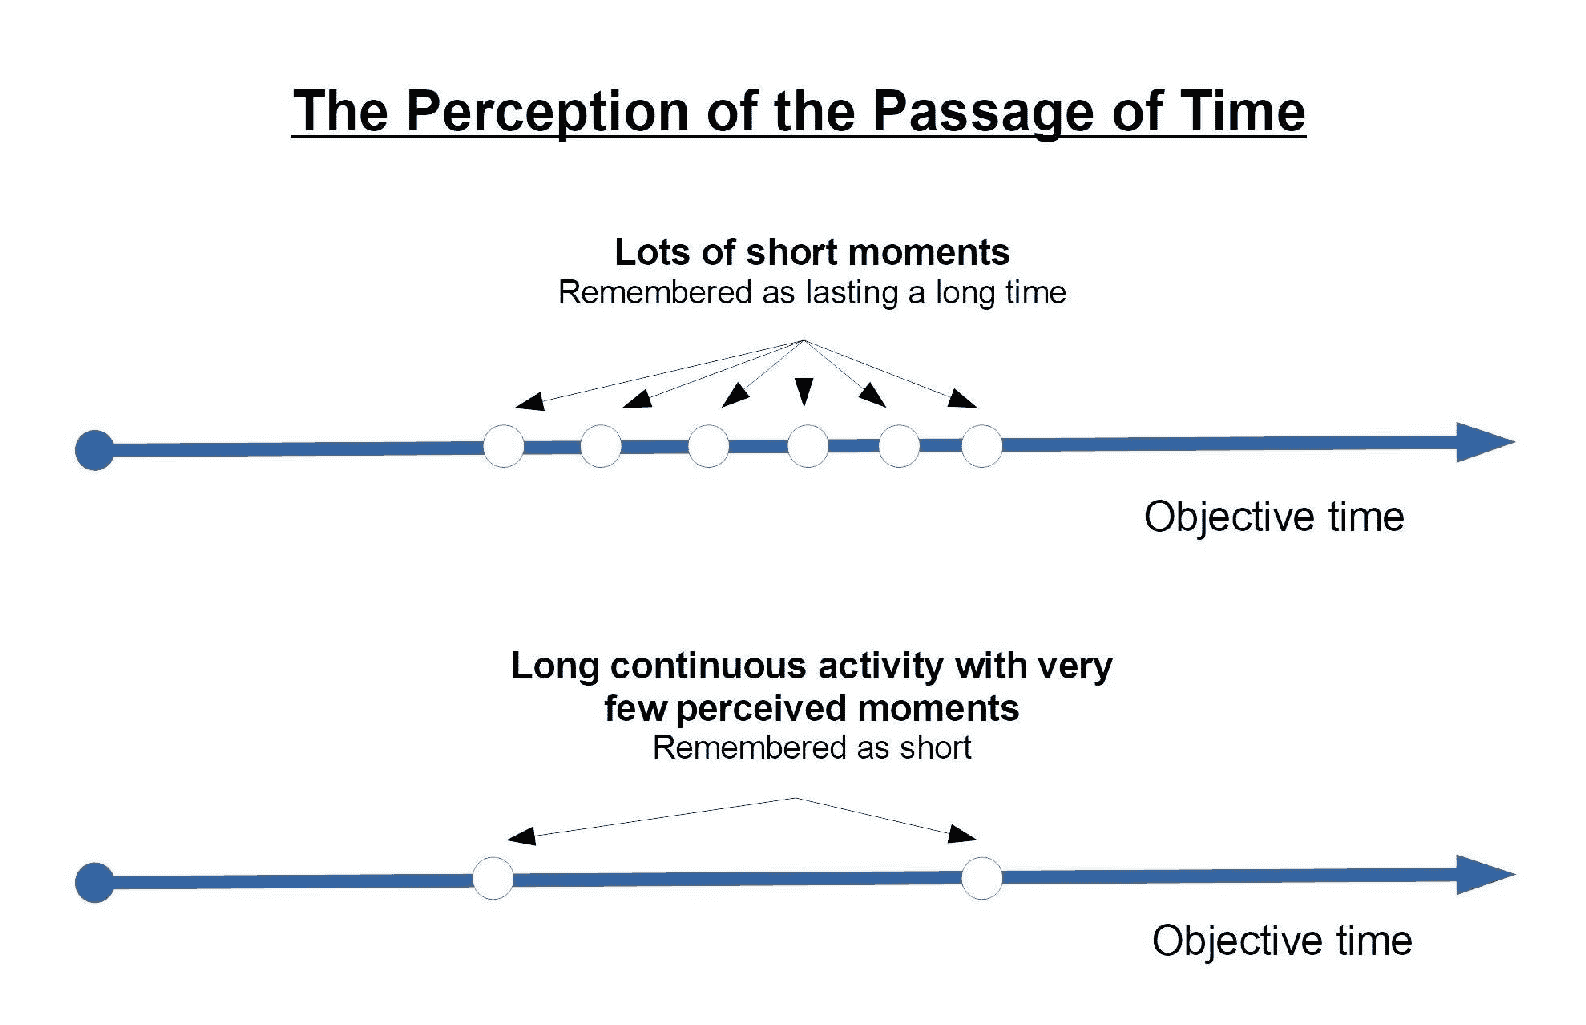 The Perception of the Passage of Time
Lots of short moments
Remembered as lasting a long time
Objective time
Long continuous activity with very
few perceived moments
Remembered as short
Objective time